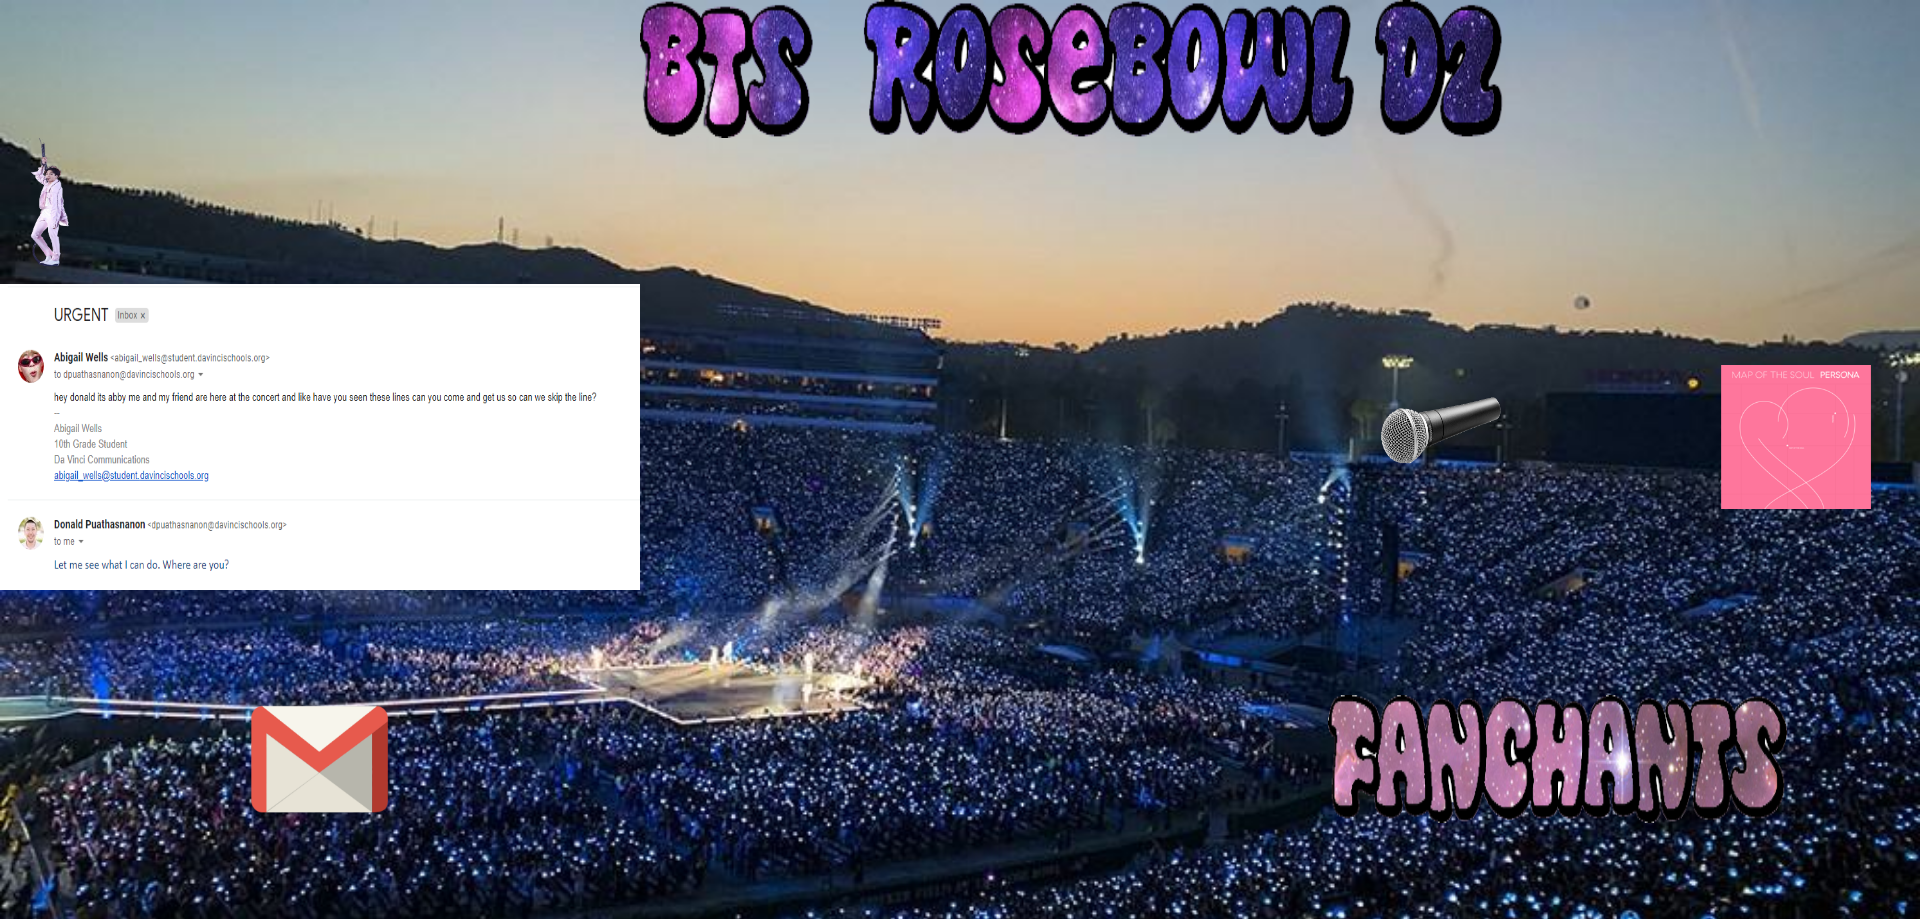 BTS ROSEBOWL D2
URGENT Inbox x
Abigail Wells <abigail_wells@student.davincischools.org>
to dpuathasnanon@davincischools.org
hey donald its abby me and my friend are here at the concert and like have you seen these lines can you come and get us so can we skip the line?
--
Abigail Wells
10th Grade Student
Da Vinci Communications
abigail_wells@student.davincischools.org
Donald Puathasnanon <dpuathasnanon@davincischools.org>
to me
Let me see what I can do. Where are you?
MAP OF THE SOUL PERSONA
FANCHANTS